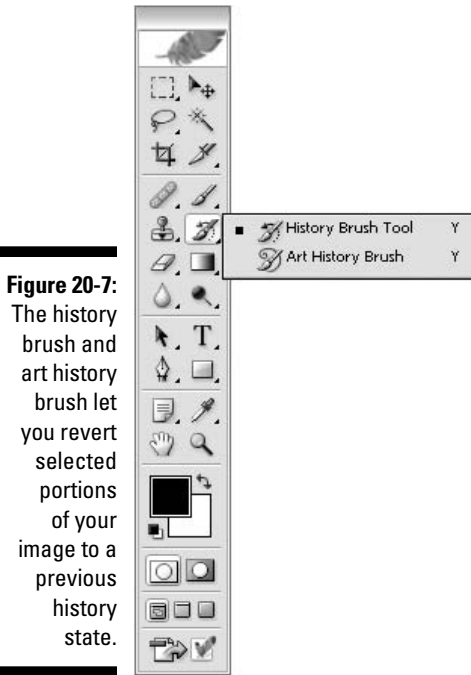 History Brush Tool Y
Art History Brush Y
Figure 20-7:
The history
brush and
art history
brush let
you revert
selected
portions
of your
image to a
previous
history
state.
T